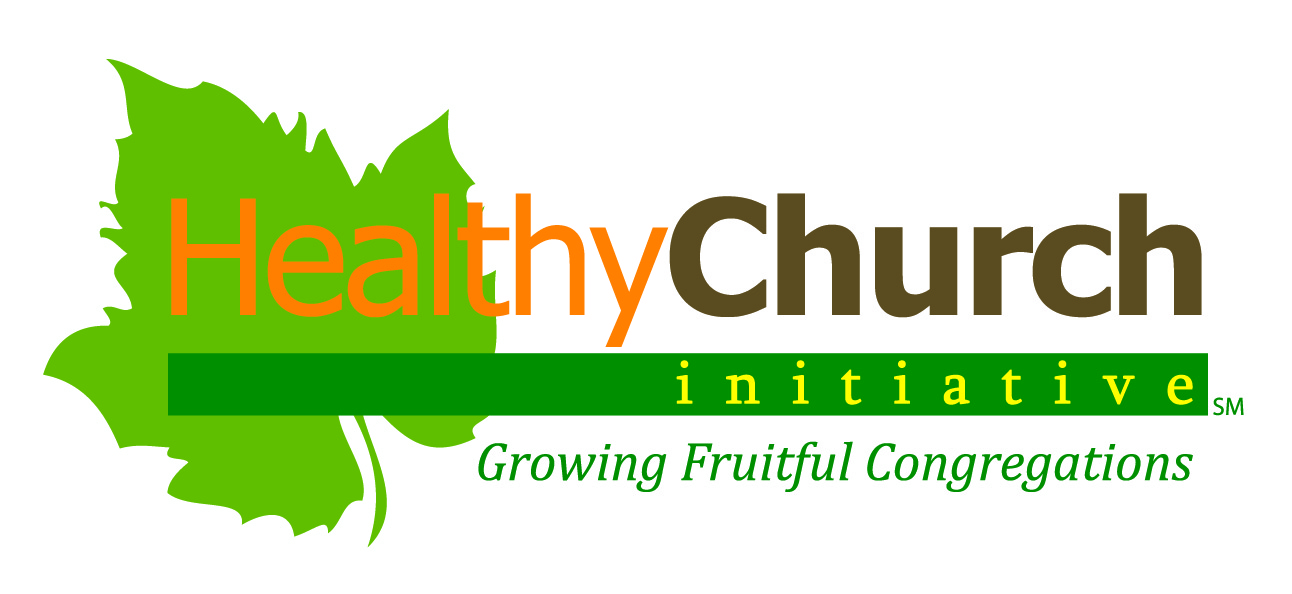 HealthyChurch
initiative SM
Growing Fruitful Congregations